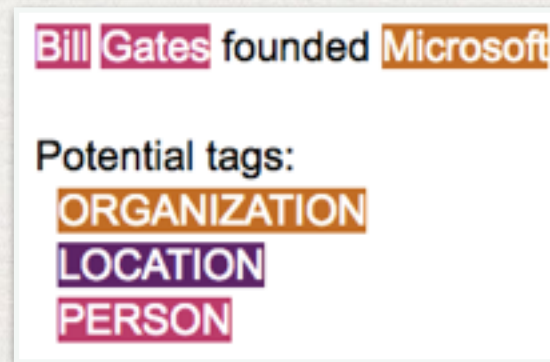 Bill Gates founded Microsoft
Potential tags:
ORGANIZATION
LOCATION
PERSON